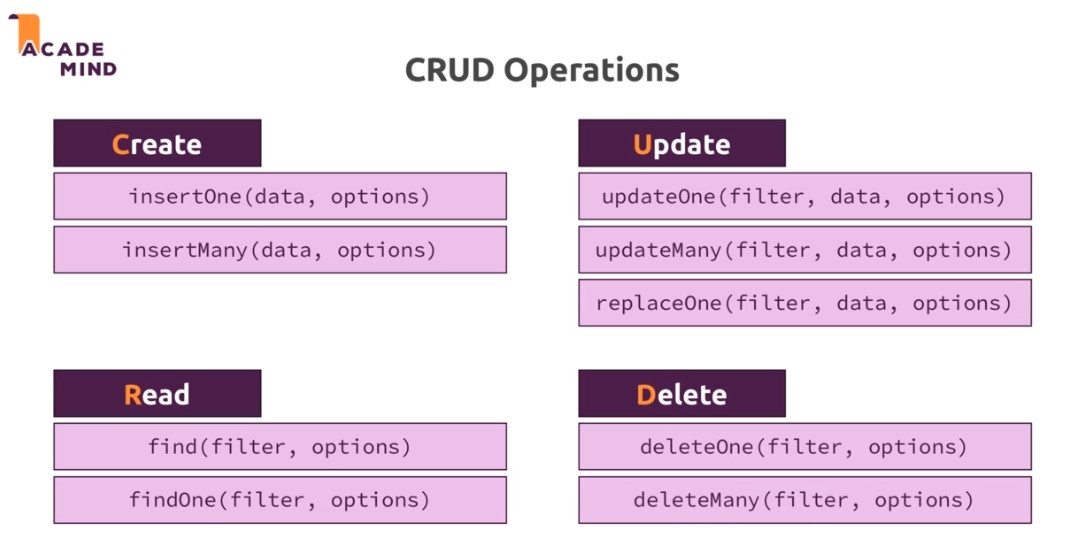 ACADE
MIND
CRUD Operations
Create
insertOne(data, options)
insertMany(data, options)
Update
updateOne(filter, data, options)
updateMany(filter, data, options)
replaceOne(filter, data, options)
Read
find(filter, options)
findOne(filter, options)
Delete
deleteOne(filter, options)
deleteMany(filter, options)